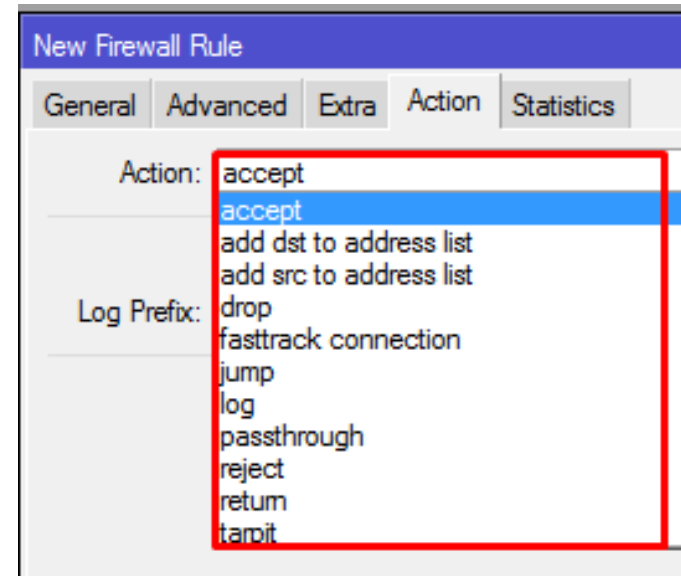 New Firewall Rule
General Advanced Extra Action Statistics
Action: accept
accept
add dst to address list
add src to address list
Log Prefix: drop
fasttrack connection
jump
log
passthrough
reject
return
tarpit